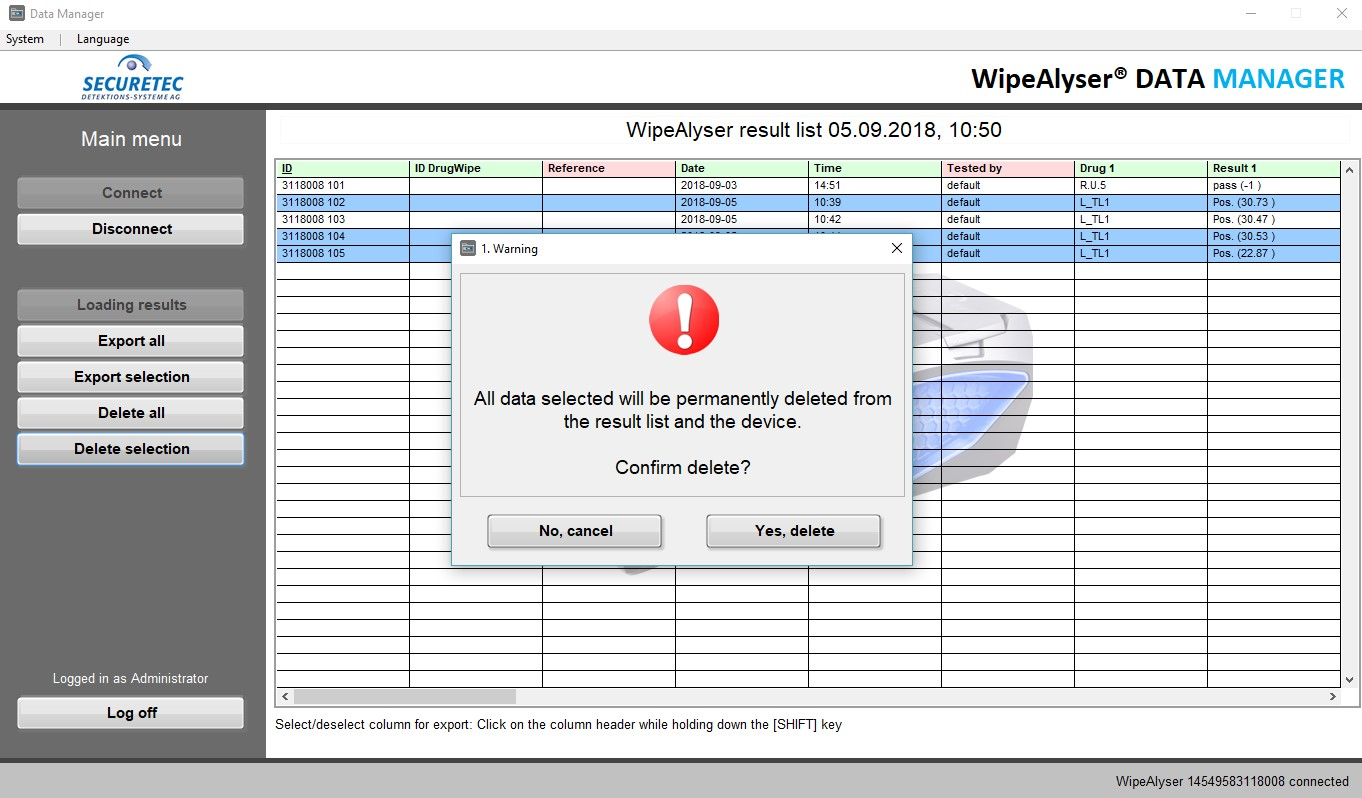 Data Manager
System | Language
SECURETEC
DETEKTIONS-SYSTEME AG
WipeAlyser® DATA MANAGER
Main menu
Connect
Disconnect
Loading results
Export all
Export selection
Delete all
Delete selection
Logged in as Administrator
Log off
WipeAlyser result list 05.09.2018, 10:50
ID ID DrugWipe Reference Date Time Tested by Drug 1 Result 1
3118008 101 2018-09-03 14:51 default R.U.5 pass (-1 )
3118008 102 2018-09-05 10:39 default L_TL1 Pos. (30.73 )
3118008 103 2018-09-05 10:42 default L_TL1 Pos. (30.47 )
3118008 104 default L_TL1 Pos. (30.53 )
3118008 105 default L_TL1 Pos. (22.87 )
1. Warning
All data selected will be permanently deleted from
the result list and the device.
Confirm delete?
No, cancel
Yes, delete
Select/deselect column for export: Click on the column header while holding down the [SHIFT] key
WipeAlyser 14549583118008 connected